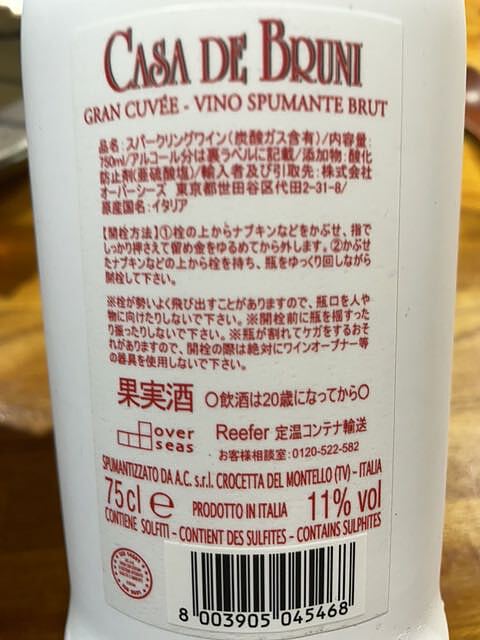 CASA DE BRUNI
GRAN CUVÉE - VINO SPUMANTE BRUT
品名：スパークリングワイン(炭酸ガス含有)/内容量：
750ml/アルコール分は裏ラベルに記載/添加物：酸化
防止剤(亜硫酸塩)/輸入者及び引取先：株式会社
オーバーシーズ 東京都世田谷区代田2-31-8/
原産国名：イタリア
【開栓方法】①栓の上からナプキンなどをかぶせ、指で
しっかり押さえて留め金をゆるめてから外します。②かぶせ
たナプキンなどの上から栓を持ち、瓶をゆっくり回しながら
開栓して下さい。
※栓が勢いよく飛び出すことがありますので、瓶口を人や
物に向けたりしないで下さい。※開栓前に瓶を揺すった
り振ったりしないで下さい。※瓶が割れてケガをするおそ
れがありますので、開栓の際は絶対にワインオープナー等
の器具を使用しないで下さい。
果実酒 〇飲酒は20歳になってから〇
over
seas
Reefer 定温コンテナ輸送
お客様相談室：0120-522-582
SPUMANTIZZATO DA A.C. s.r.l. CROCETTA DEL MONTELLO (TV) - ITALIA
75 cl e PRODOTTO IN ITALIA 11% vol
CONTIENE SOLFITI - CONTIENT DES SULFITES - CONTAINS SULPHITES
8 003905 045468